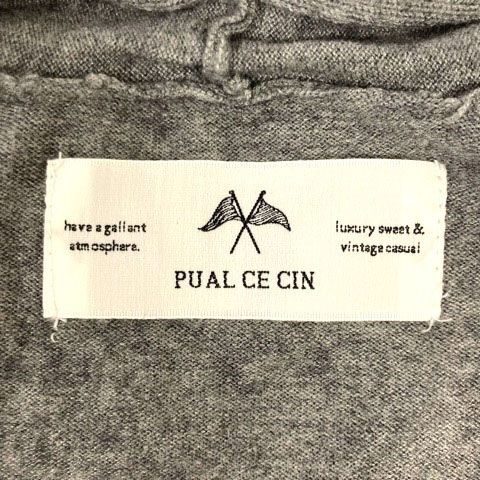 have a gallant
atmosphere.
luxury sweet &
vintage casual
PUAL CE CIN